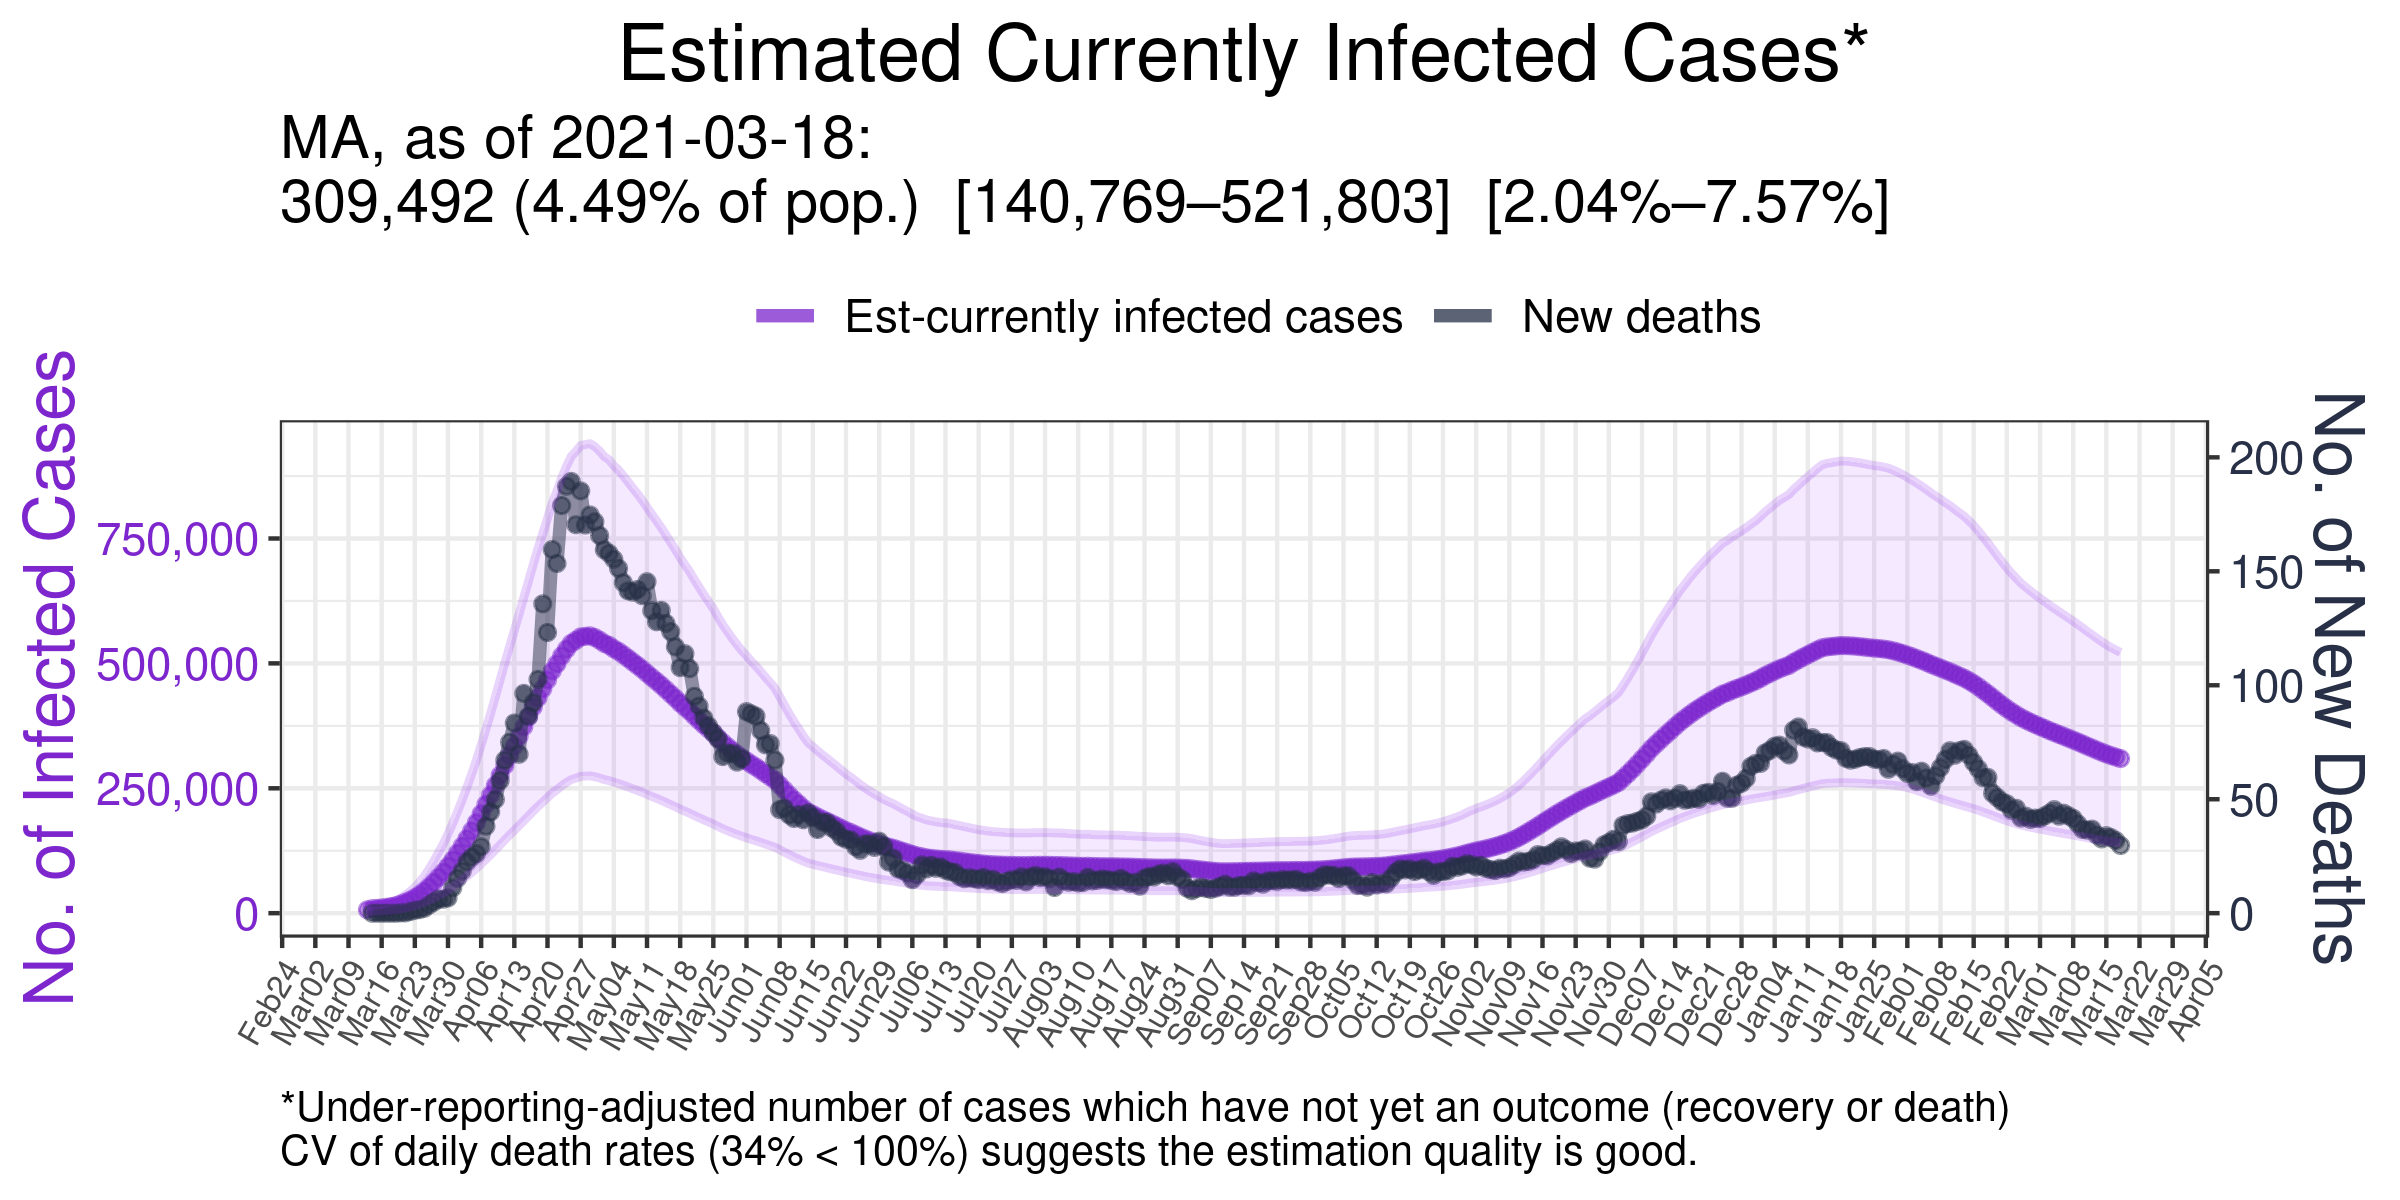 Estimated Currently Infected Cases*
MA, as of 2021-03-18:
309,492 (4.49% of pop.)  [140,769–521,803]  [2.04%–7.57%]
Est-currently infected cases
New deaths
No. of Infected Cases
750,000
500,000
250,000
0
No. of New Deaths
200
150
100
50
0
Feb24
Mar02
Mar09
Mar16
Mar23
Mar30
Apr06
Apr13
Apr20
Apr27
May04
May11
May18
May25
Jun01
Jun08
Jun15
Jun22
Jun29
Jul06
Jul13
Jul20
Jul27
Aug03
Aug10
Aug17
Aug24
Aug31
Sep07
Sep14
Sep21
Sep28
Oct05
Oct12
Oct19
Oct26
Nov02
Nov09
Nov16
Nov23
Nov30
Dec07
Dec14
Dec21
Dec28
Jan04
Jan11
Jan18
Jan25
Feb01
Feb08
Feb15
Feb22
Mar01
Mar08
Mar15
Mar22
Mar29
Apr05
*Under-reporting-adjusted number of cases which have not yet an outcome (recovery or death)
CV of daily death rates (34% < 100%) suggests the estimation quality is good.